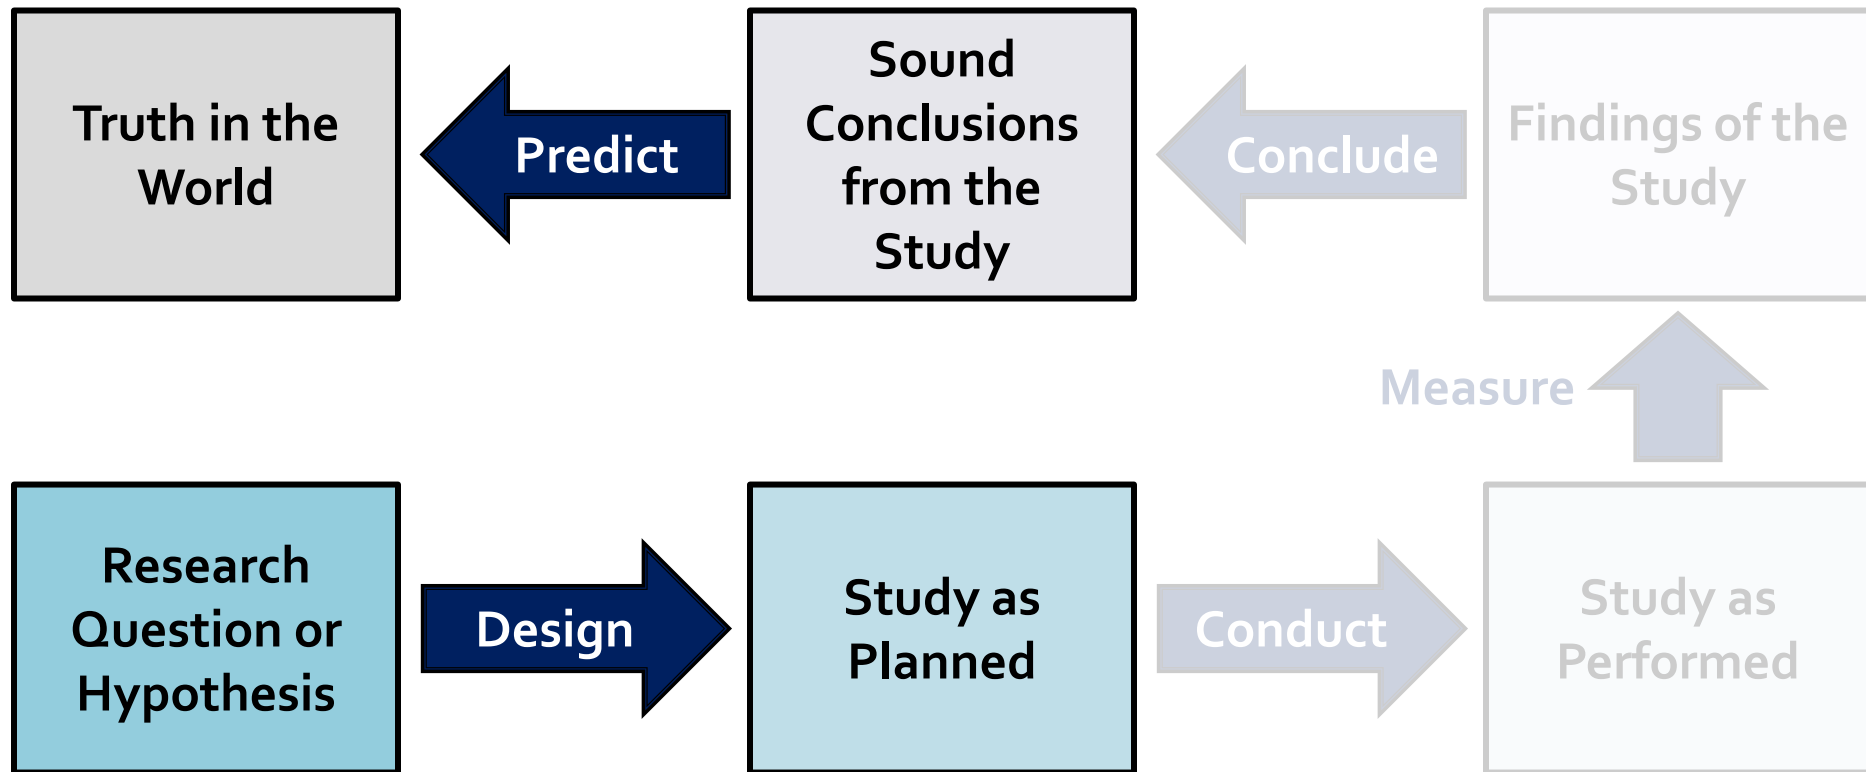 Truth in the
World
Predict
Sound
Conclusions
from the
Study
Conclude
Findings of the
Study
Measure
Research
Question or
Hypothesis
Design
Study as
Planned
Conduct
Study as
Performed